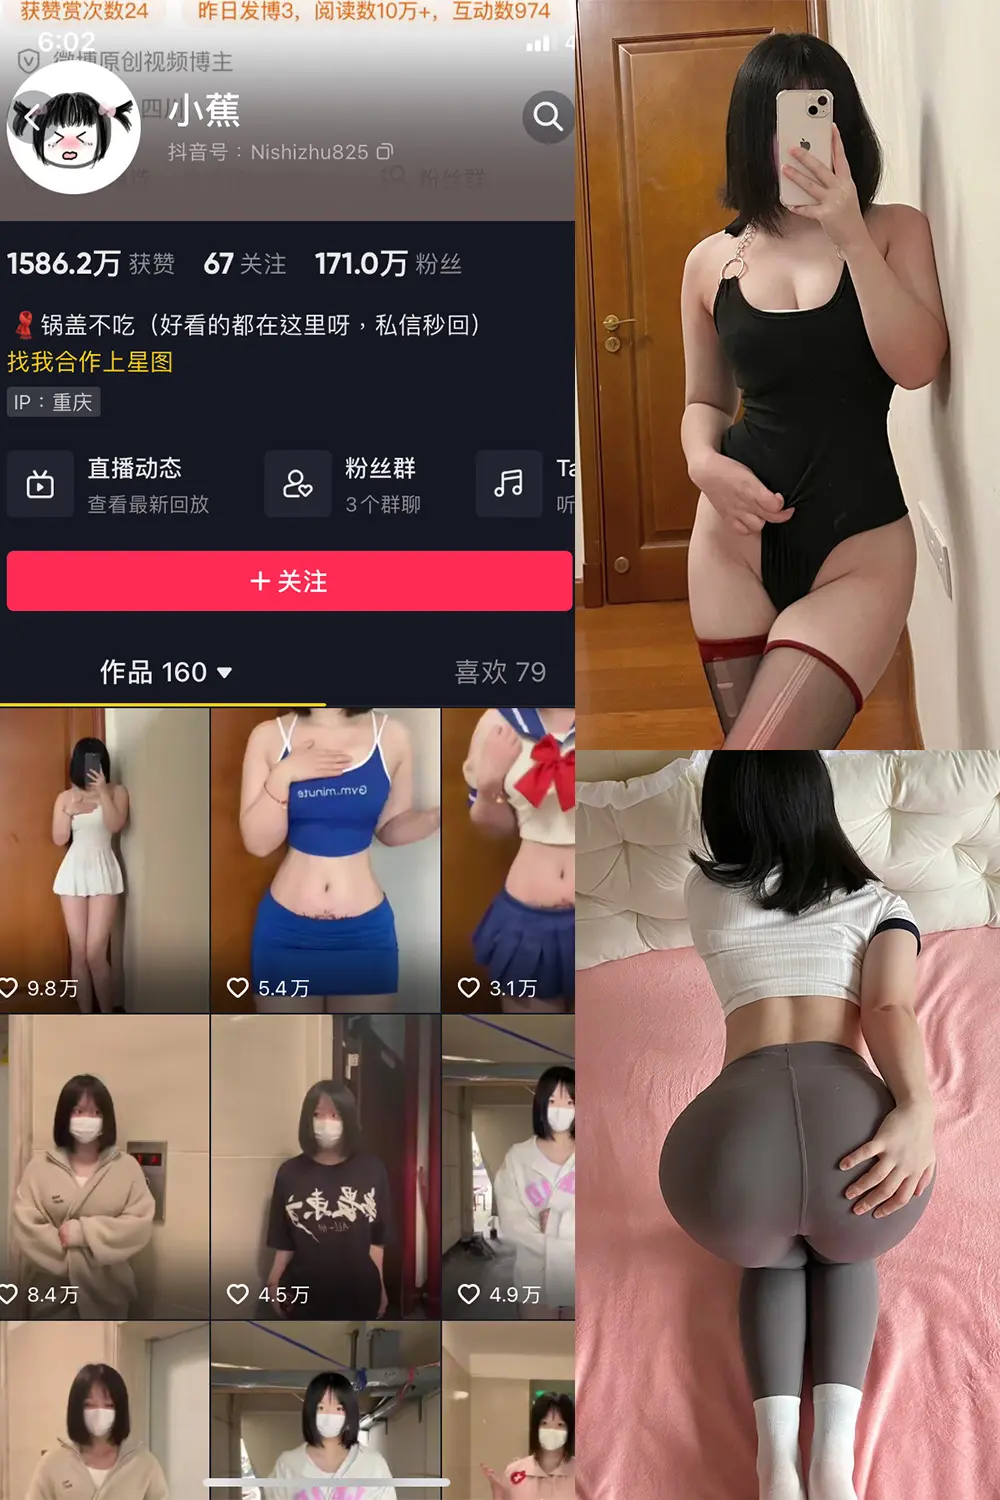 获赞赏次数24 昨日发博3，阅读数10万+，互动数974
6:02
微博原创视频博主
四川
小蕉
抖音号：Nishizhu825
粉丝群
1586.2万 获赞 67 关注 171.0万 粉丝
锅盖不吃（好看的都在这里呀，私信秒回）
找我合作上星图
IP：重庆
直播动态
查看最新回放
粉丝群
3个群聊
听
+ 关注
作品 160 喜欢 79
Gym.minute
9.8万 5.4万 3.1万
8.4万 4.5万 4.9万